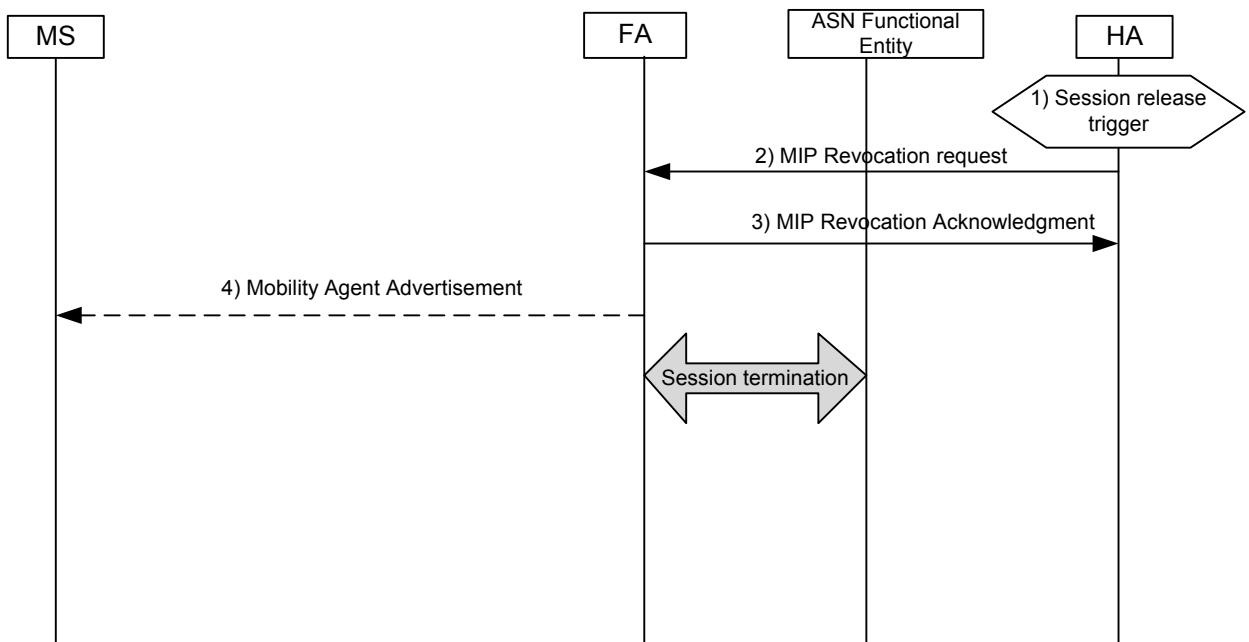 MS
FA
ASN Functional
Entity
HA
1) Session release
trigger
2) MIP Revocation request
3) MIP Revocation Acknowledgment
4) Mobility Agent Advertisement
Session termination